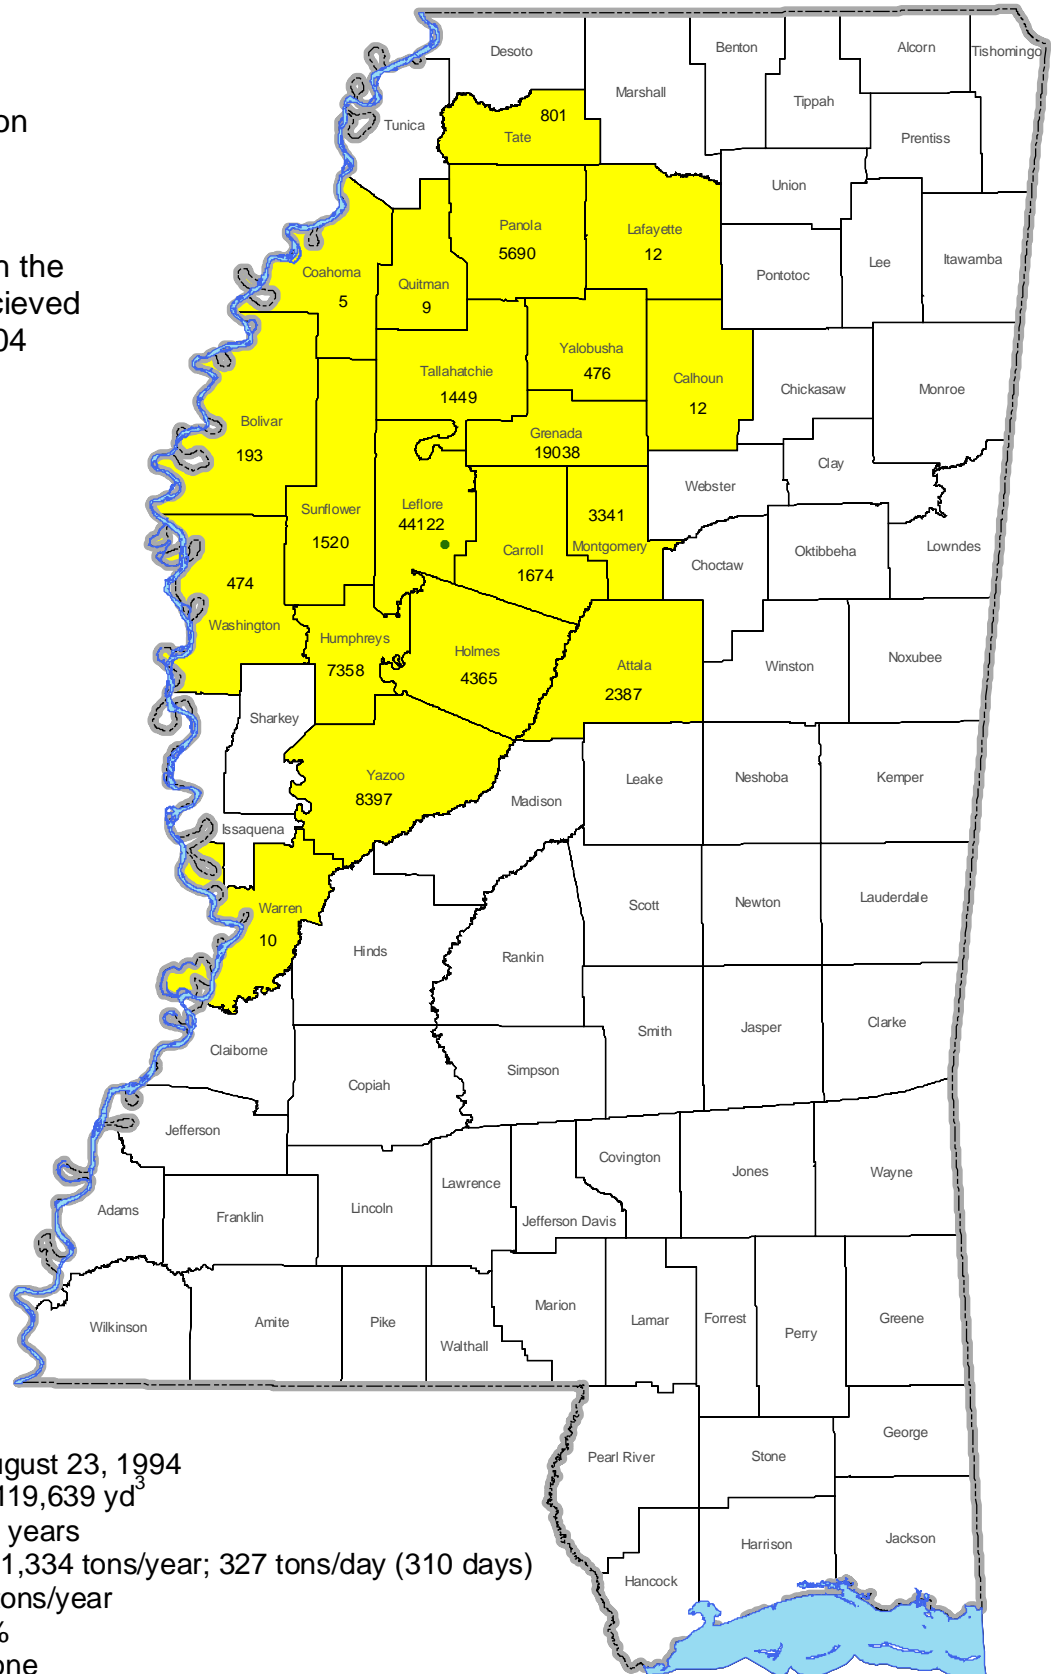 on
n the
cieved
04
Desoto
Benton
Alcorn
Tishomingo
Marshall
Tippah
Tunica
801
Tate
Prentiss
Union
Panola
5690
Lafayette
12
Pontotoc
Lee
Itawamba
Coahoma
5
Quitman
9
Yalobusha
476
Tallahatchie
1449
Calhoun
12
Chickasaw
Monroe
Bolivar
193
Grenada
19038
Clay
Webster
Sunflower
1520
Leflore
44122
3341
Montgomery
Carroll
1674
Choctaw
Oktibbeha
Lowndes
474
Washington
Humphreys
7358
Holmes
4365
Attala
2387
Winston
Noxubee
Sharkey
Yazoo
8397
Madison
Leake
Neshoba
Kemper
Issaquena
Warren
10
Hinds
Rankin
Scott
Newton
Lauderdale
Smith
Jasper
Clarke
Claiborne
Copiah
Simpson
Jefferson
Covington
Jones
Wayne
Adams
Franklin
Lincoln
Lawrence
Jefferson Davis
Wilkinson
Amite
Pike
Walthall
Marion
Lamar
Forrest
Perry
Greene
Pearl River
Stone
George
Hancock
Harrison
Jackson
ugust 23, 1994
119,639 yd³
years
1,334 tons/year; 327 tons/day (310 days)
tons/year
%
one